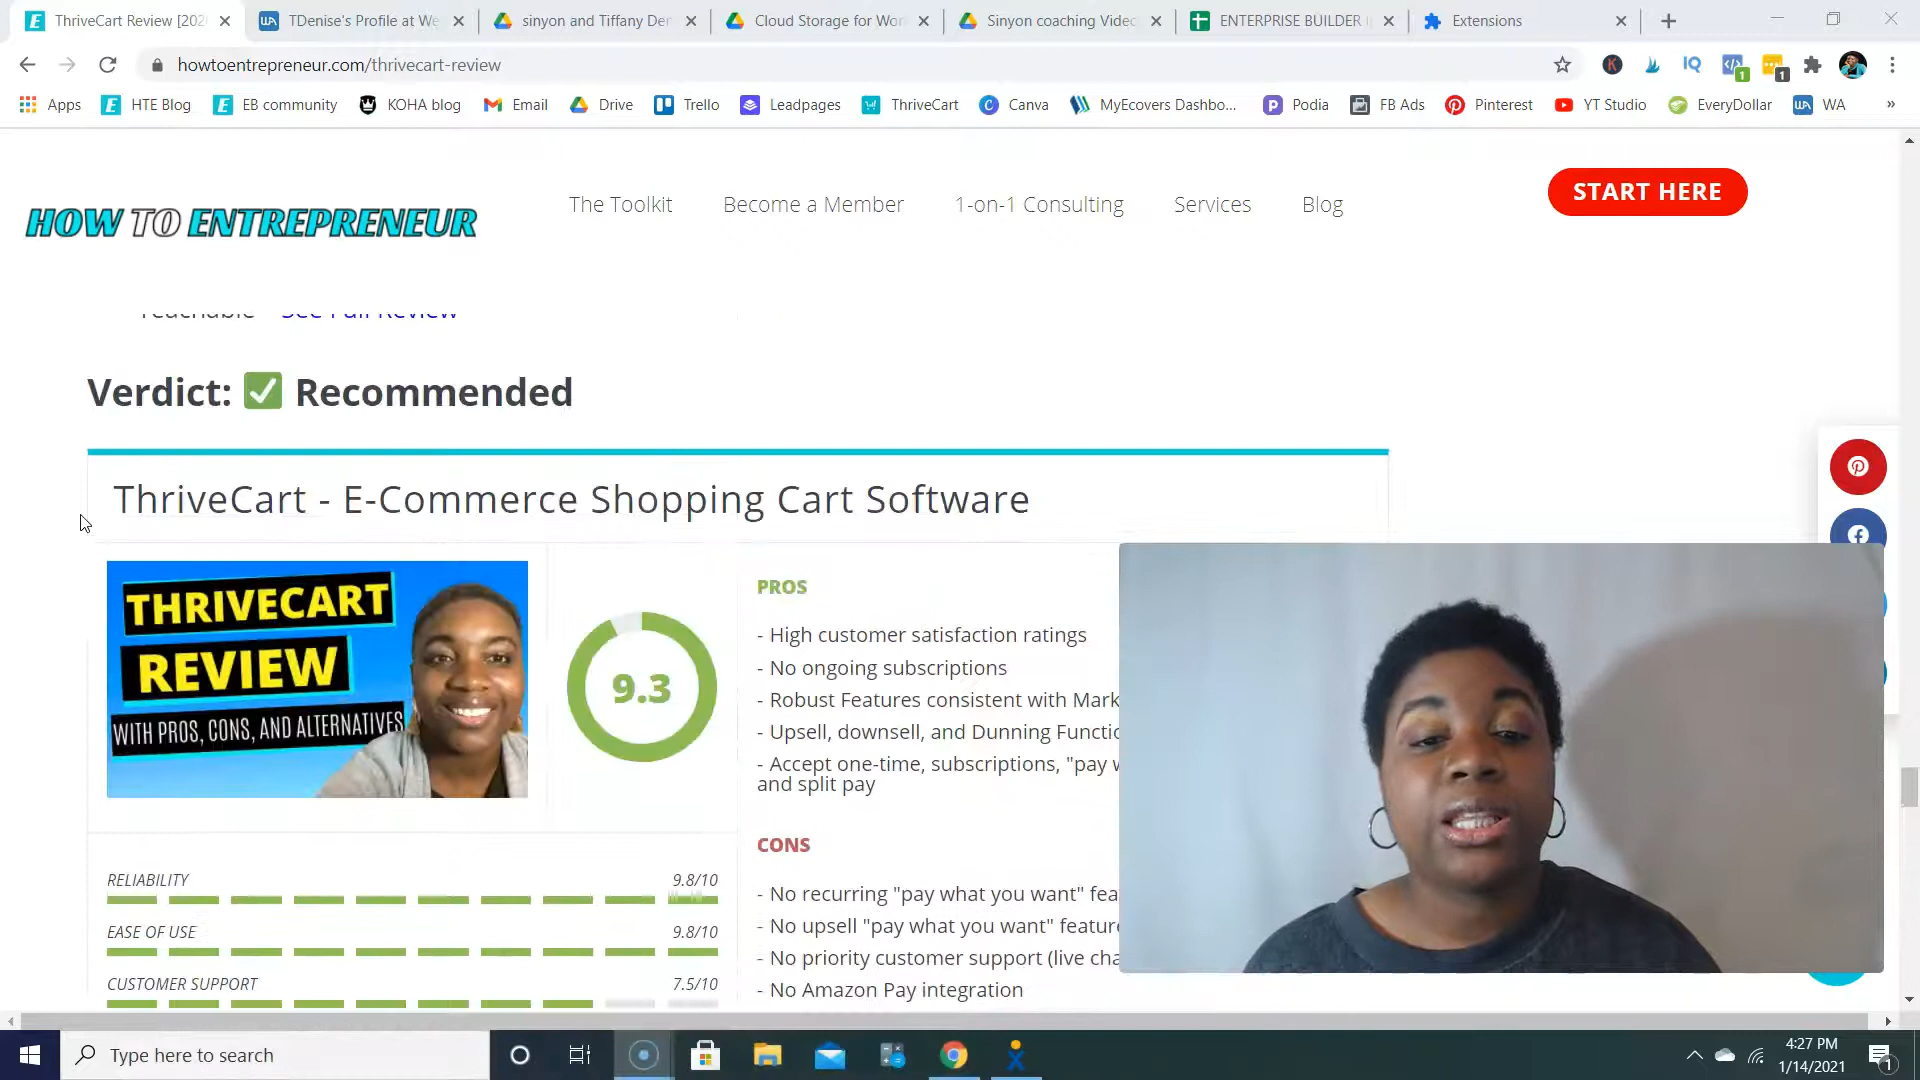 ThriveCart Review [202
TDenise's Profile at We
sinyon and Tiffany Der
Cloud Storage for Wor
Sinyon coaching Video
ENTERPRISE BUILDER
Extensions
howtoentrepreneur.com/thrivecart-review
Apps
HTE Blog
EB community
KOHA blog
Email
Drive
Trello
Leadpages
ThriveCart
Canva
MyEcovers Dashbo...
Podia
FB Ads
Pinterest
YT Studio
EveryDollar
WA
»
HOW TO ENTREPRENEUR
The Toolkit
Become a Member
1-on-1 Consulting
Services
Blog
START HERE
Teachable - See Full Review
Verdict: ✅ Recommended
ThriveCart - E-Commerce Shopping Cart Software
THRIVECART
REVIEW
WITH PROS, CONS, AND ALTERNATIVES
9.3
PROS
- High customer satisfaction ratings
- No ongoing subscriptions
- Robust Features consistent with Mark
- Upsell, downsell, and Dunning Functio
- Accept one-time, subscriptions, "pay w
and split pay
CONS
- No recurring "pay what you want" fea
- No upsell "pay what you want" feature
- No priority customer support (live cha
- No Amazon Pay integration
RELIABILITY 9.8/10
EASE OF USE 9.8/10
CUSTOMER SUPPORT 7.5/10
Type here to search
4:27 PM
1/14/2021
1